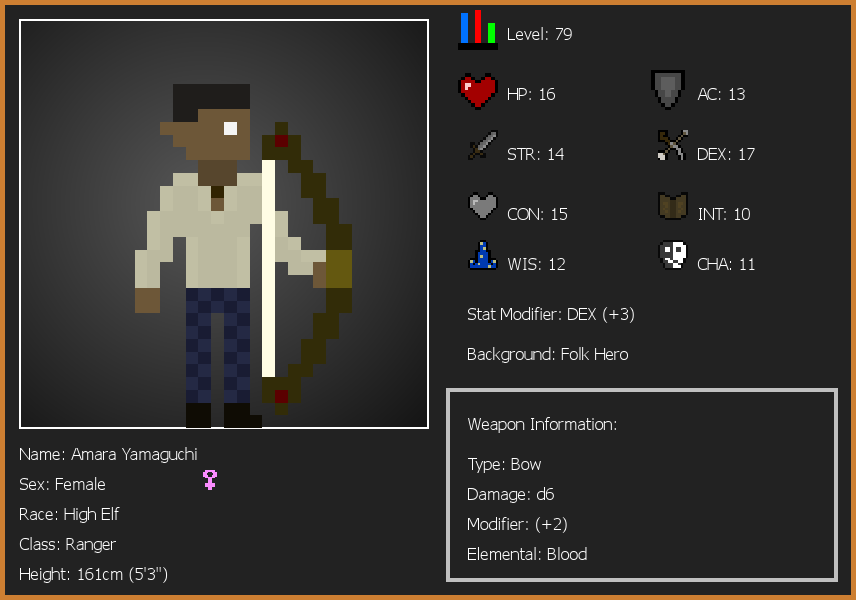 Level: 79
HP: 16
AC: 13
STR: 14
DEX: 17
CON: 15
INT: 10
WIS: 12
CHA: 11
Stat Modifier: DEX (+3)
Background: Folk Hero
Weapon Information:
Type: Bow
Damage: d6
Modifier: (+2)
Elemental: Blood
Name: Amara Yamaguchi
Sex: Female
Race: High Elf
Class: Ranger
Height: 161cm (5'3")